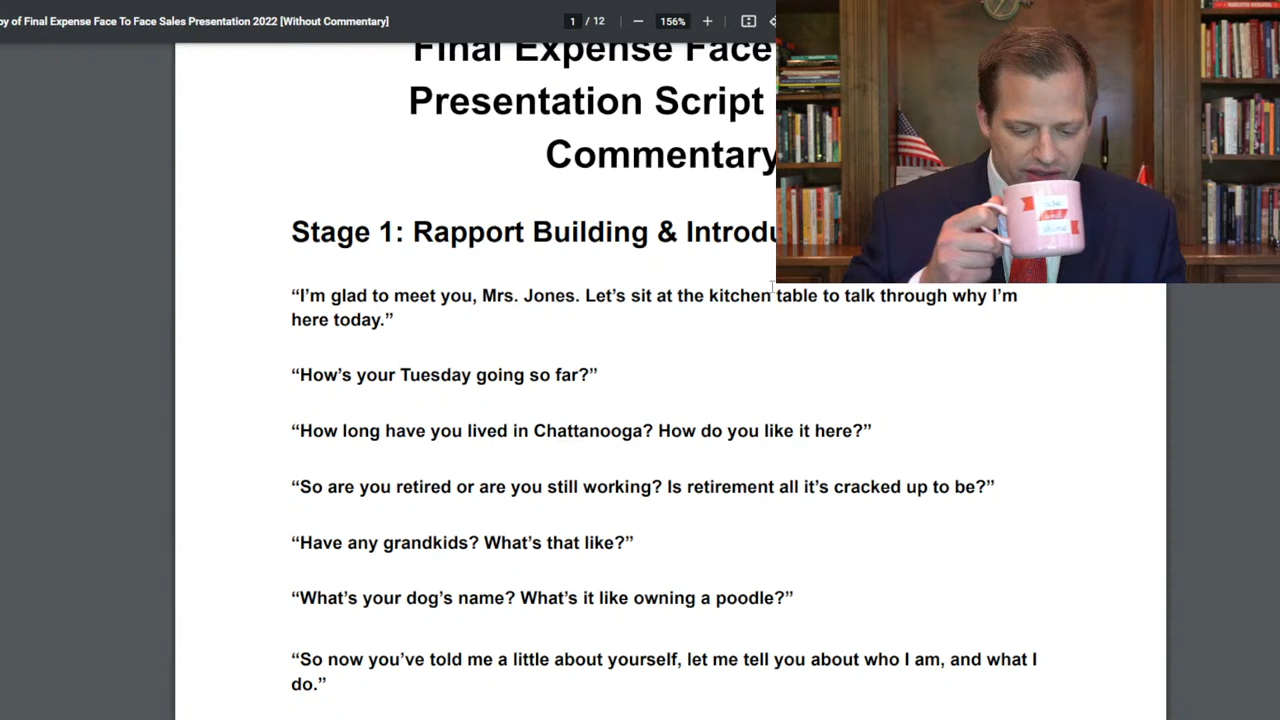 py of Final Expense Face To Face Sales Presentation 2022 [Without Commentary]
1 / 12
156%
Final Expense Face
Presentation Script
Commentary
Stage 1: Rapport Building & Introdu
“I’m glad to meet you, Mrs. Jones. Let’s sit at the kitchen table to talk through why I’m
here today.”
“How’s your Tuesday going so far?”
“How long have you lived in Chattanooga? How do you like it here?”
“So are you retired or are you still working? Is retirement all it’s cracked up to be?”
“Have any grandkids? What’s that like?”
“What’s your dog’s name? What’s it like owning a poodle?”
“So now you’ve told me a little about yourself, let me tell you about who I am, and what I
do.”